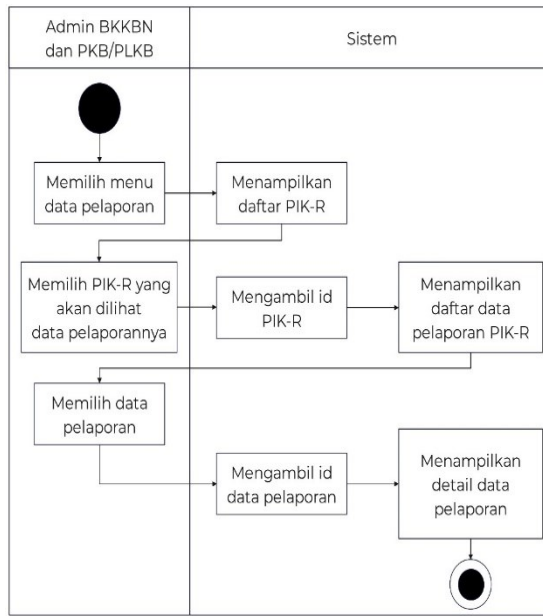 Admin BKKBN
dan PKB/PLKB
Sistem
Memilih menu
data pelaporan
Menampilkan
daftar PIK-R
Memilih PIK-R yang
akan dilihat
data pelaporannya
Mengambil id
PIK-R
Menampilkan
daftar data
pelaporan PIK-R
Memilih data
pelaporan
Mengambil id
data pelaporan
Menampilkan
detail data
pelaporan